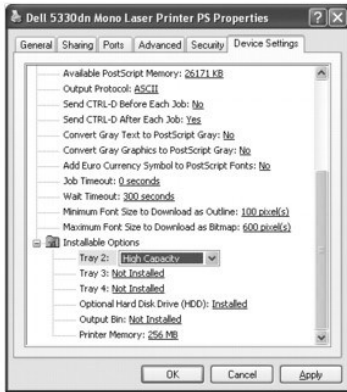 Dell 5330dn Mono Laser Printer PS Properties
General Sharing Ports Advanced Security Device Settings
Available PostScript Memory: 26171 KB
Output Protocol: ASCII
Send CTRL-D Before Each Job: No
Send CTRL-D After Each Job: Yes
Convert Gray Text to PostScript Gray: No
Convert Gray Graphics to PostScript Gray: No
Add Euro Currency Symbol to PostScript Fonts: No
Job Timeout: 0 seconds
Wait Timeout: 300 seconds
Minimum Font Size to Download as Outline: 100 pixel(s)
Maximum Font Size to Download as Bitmap: 600 pixel(s)
Installable Options
Tray 2: High Capacity
Tray 3: Not Installed
Tray 4: Not Installed
Optional Hard Disk Drive (HDD): Installed
Output Bin: Not Installed
Printer Memory: 256 MB
OK Cancel Apply